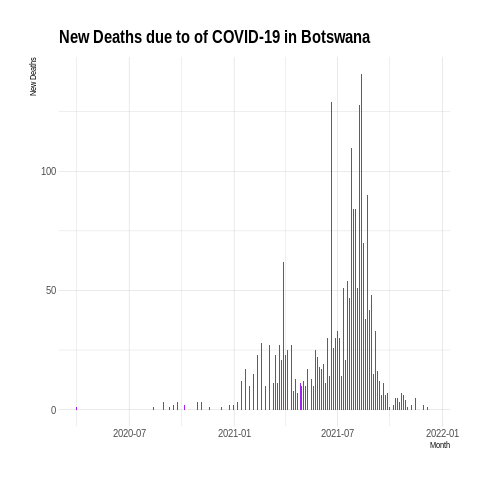 New Deaths due to of COVID-19 in Botswana
New Deaths
100
50
0
2020-07
2021-01
2021-07
2022-01
Month